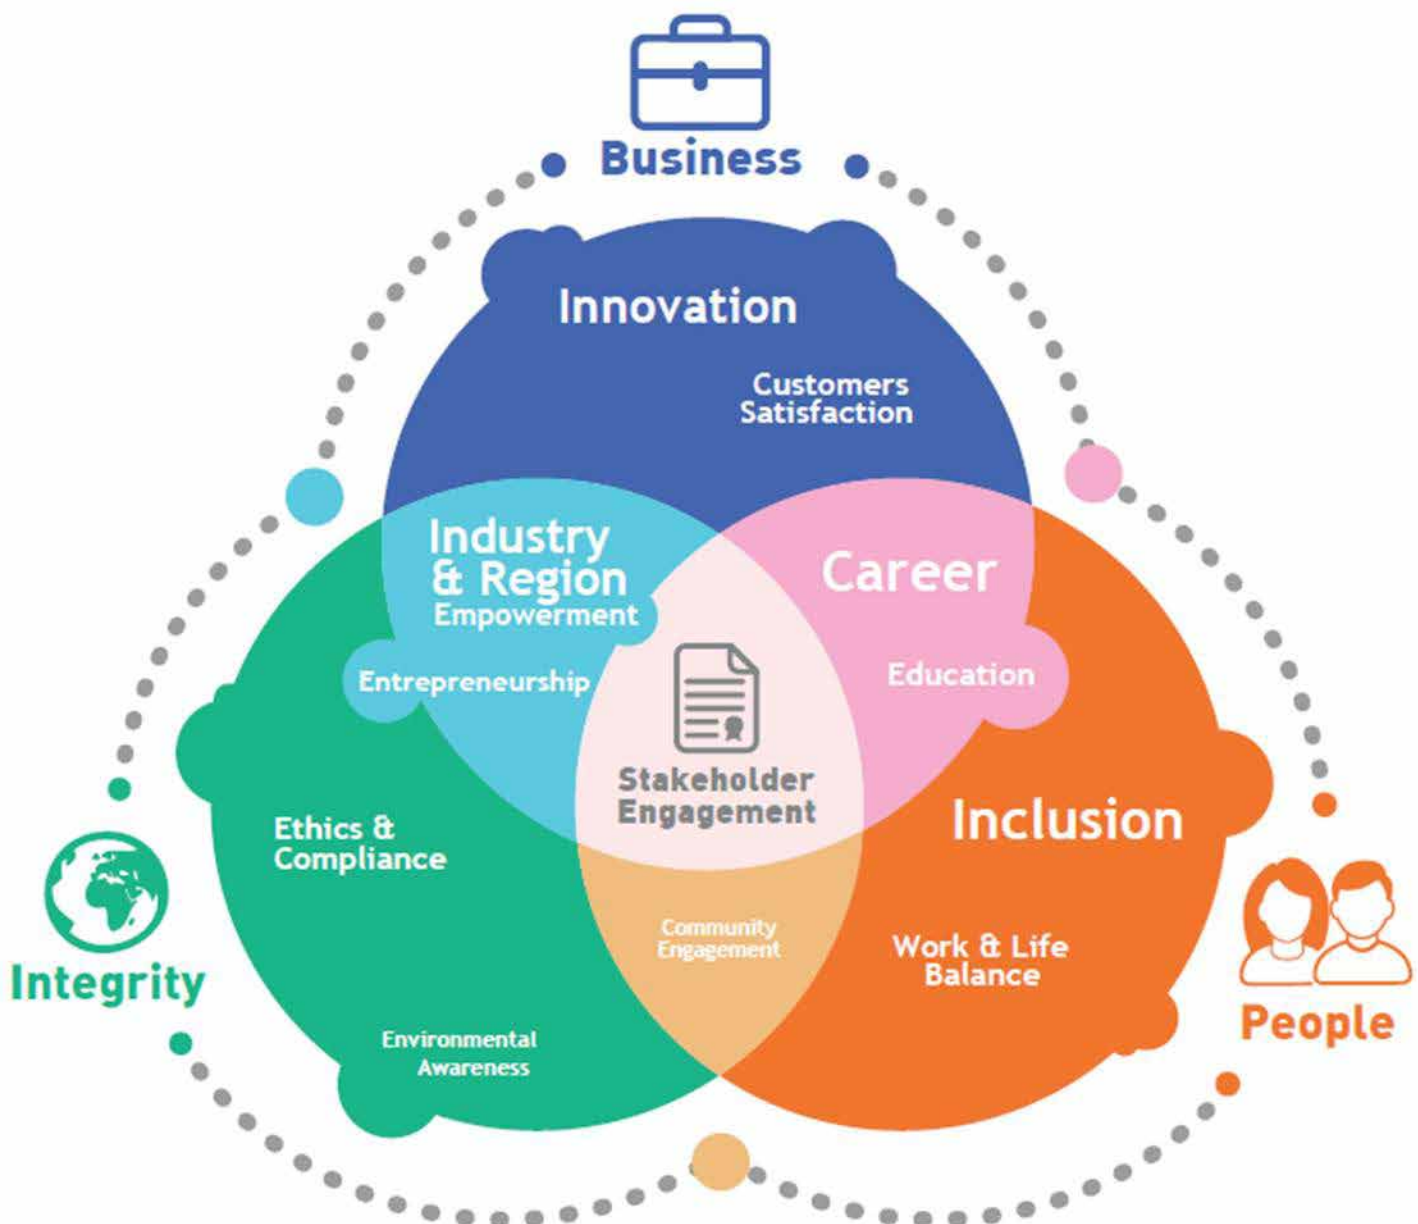 Business
Innovation
Customers
Satisfaction
Industry
& Region
Empowerment
Career
Entrepreneurship
Education
Stakeholder
Engagement
Ethics &
Compliance
Inclusion
Community
Engagement
Work & Life
Balance
Integrity
People
Environmental
Awareness